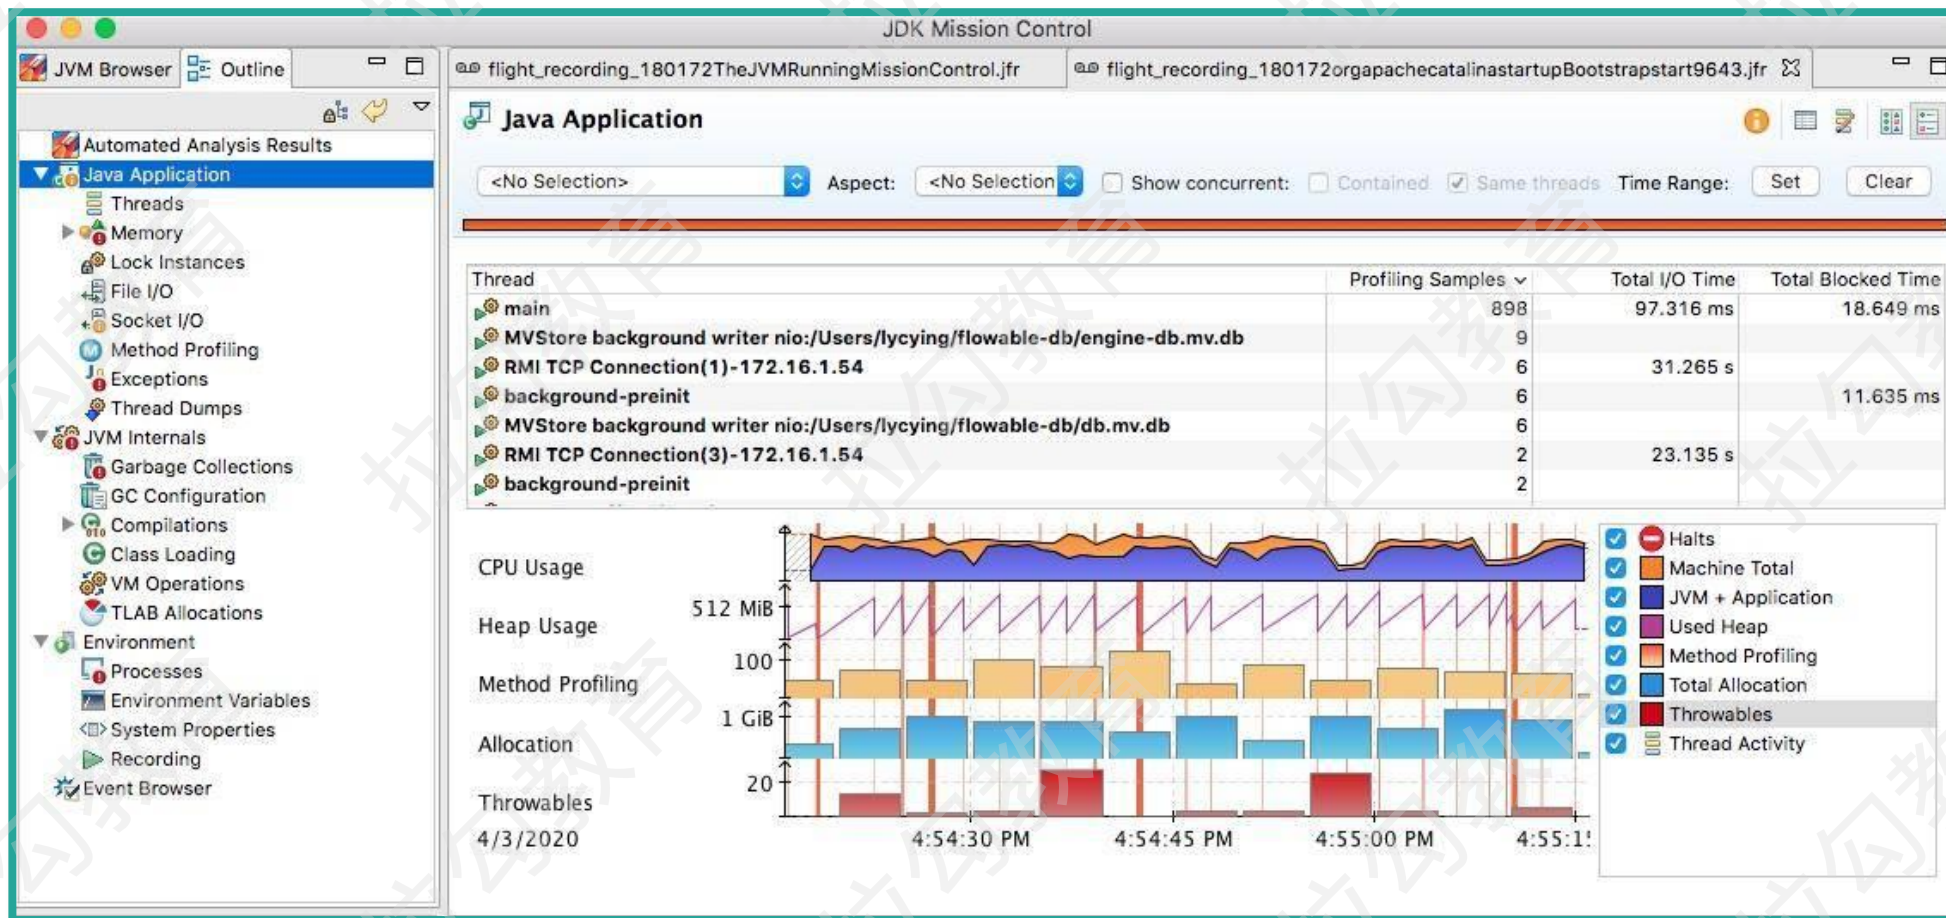 JDK Mission Control
JVM Browser
Outline
flight_recording_180172TheJVMRunningMissionControl.jfr
flight_recording_180172orgapachecatalinastartupBootstrapstart9643.jfr
Automated Analysis Results
Java Application
Threads
Memory
Lock Instances
File I/O
Socket I/O
Method Profiling
Exceptions
Thread Dumps
JVM Internals
Garbage Collections
GC Configuration
Compilations
Class Loading
VM Operations
TLAB Allocations
Environment
Processes
Environment Variables
System Properties
Recording
Event Browser
Java Application
<No Selection> Aspect: <No Selection Show concurrent: Contained Same threads Time Range: Set Clear
Thread Profiling Samples Total I/O Time Total Blocked Time
main 898 97.316 ms 18.649 ms
MVStore background writer nio:/Users/lycying/flowable-db/engine-db.mv.db 9
RMI TCP Connection(1)-172.16.1.54 6 31.265 s
background-preinit 6 11.635 ms
MVStore background writer nio:/Users/lycying/flowable-db/db.mv.db 6
RMI TCP Connection(3)-172.16.1.54 2 23.135 s
background-preinit 2
CPU Usage
Heap Usage 512 MiB
Method Profiling 100
Allocation 1 GiB
Throwables 20
4/3/2020 4:54:30 PM 4:54:45 PM 4:55:00 PM 4:55:1
Halts
Machine Total
JVM + Application
Used Heap
Method Profiling
Total Allocation
Throwables
Thread Activity
拉勾教育